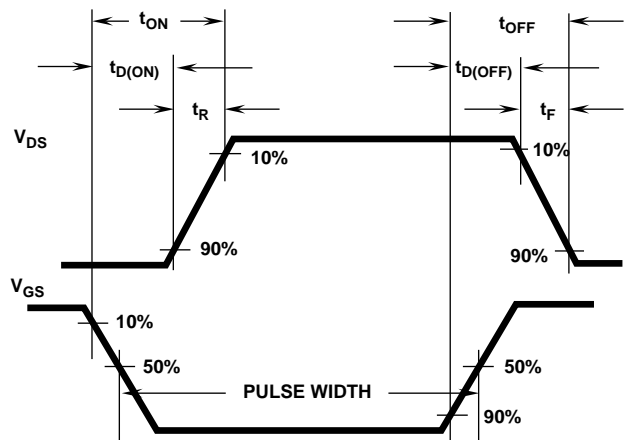 tON
tOFF
tD(ON)
tD(OFF)
tR
tF
VDS
10%
10%
90%
90%
VGS
10%
50%
50%
PULSE WIDTH
90%